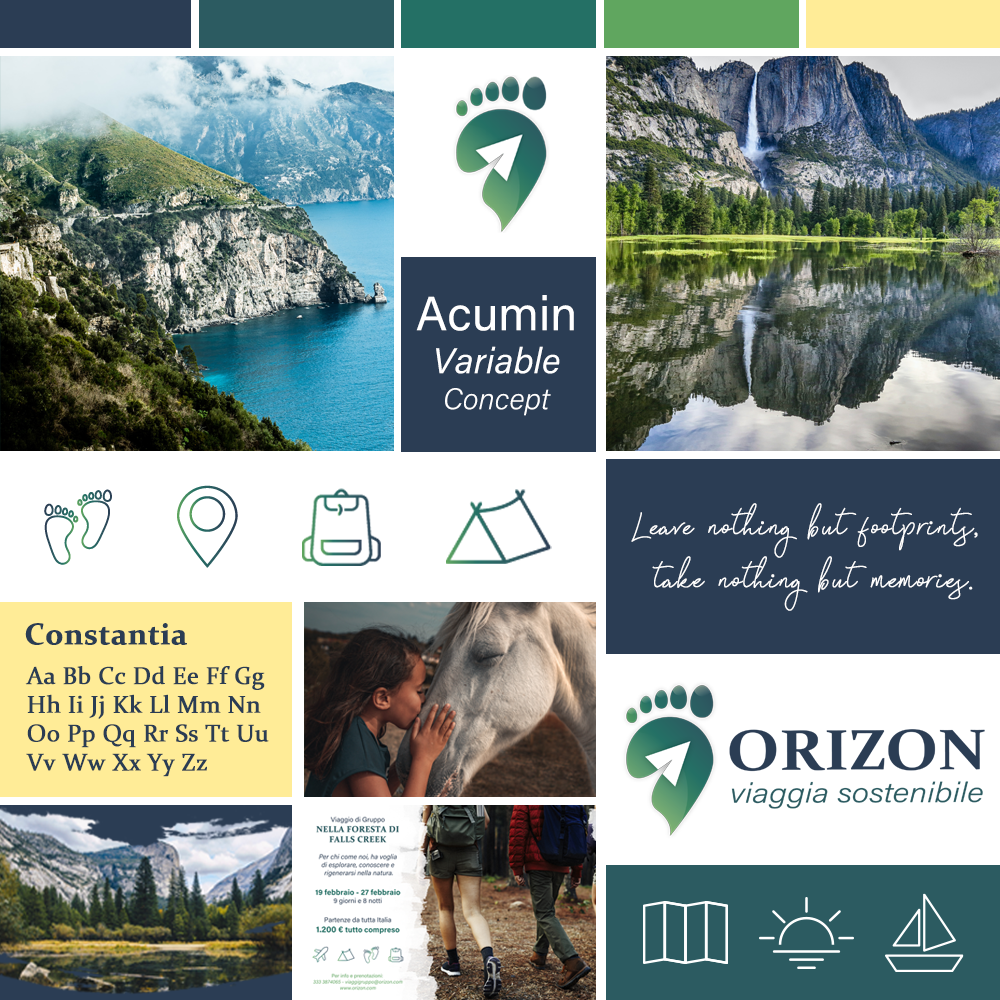 Acumin
Variable
Concept
Leave nothing but footprints,
take nothing but memories.
Constantia
Aa Bb Cc Dd Ee Ff Gg
Hh Ii Jj Kk Ll Mm Nn
Oo Pp Qq Rr Ss Tt Uu
Vv Ww Xx Yy Zz
ORIZON
viaggia sostenibile
Viaggio di Gruppo
NELLA FORESTA DI
FALLS CREEK
Per chi come noi, ha voglia
di esplorare, conoscere e
rigenerarsi nella natura.
19 febbraio - 27 febbraio
9 giorni e 8 notti
Partenze da tutta Italia
1.200 € tutto compreso
Per info e prenotazioni
www.orizon.com